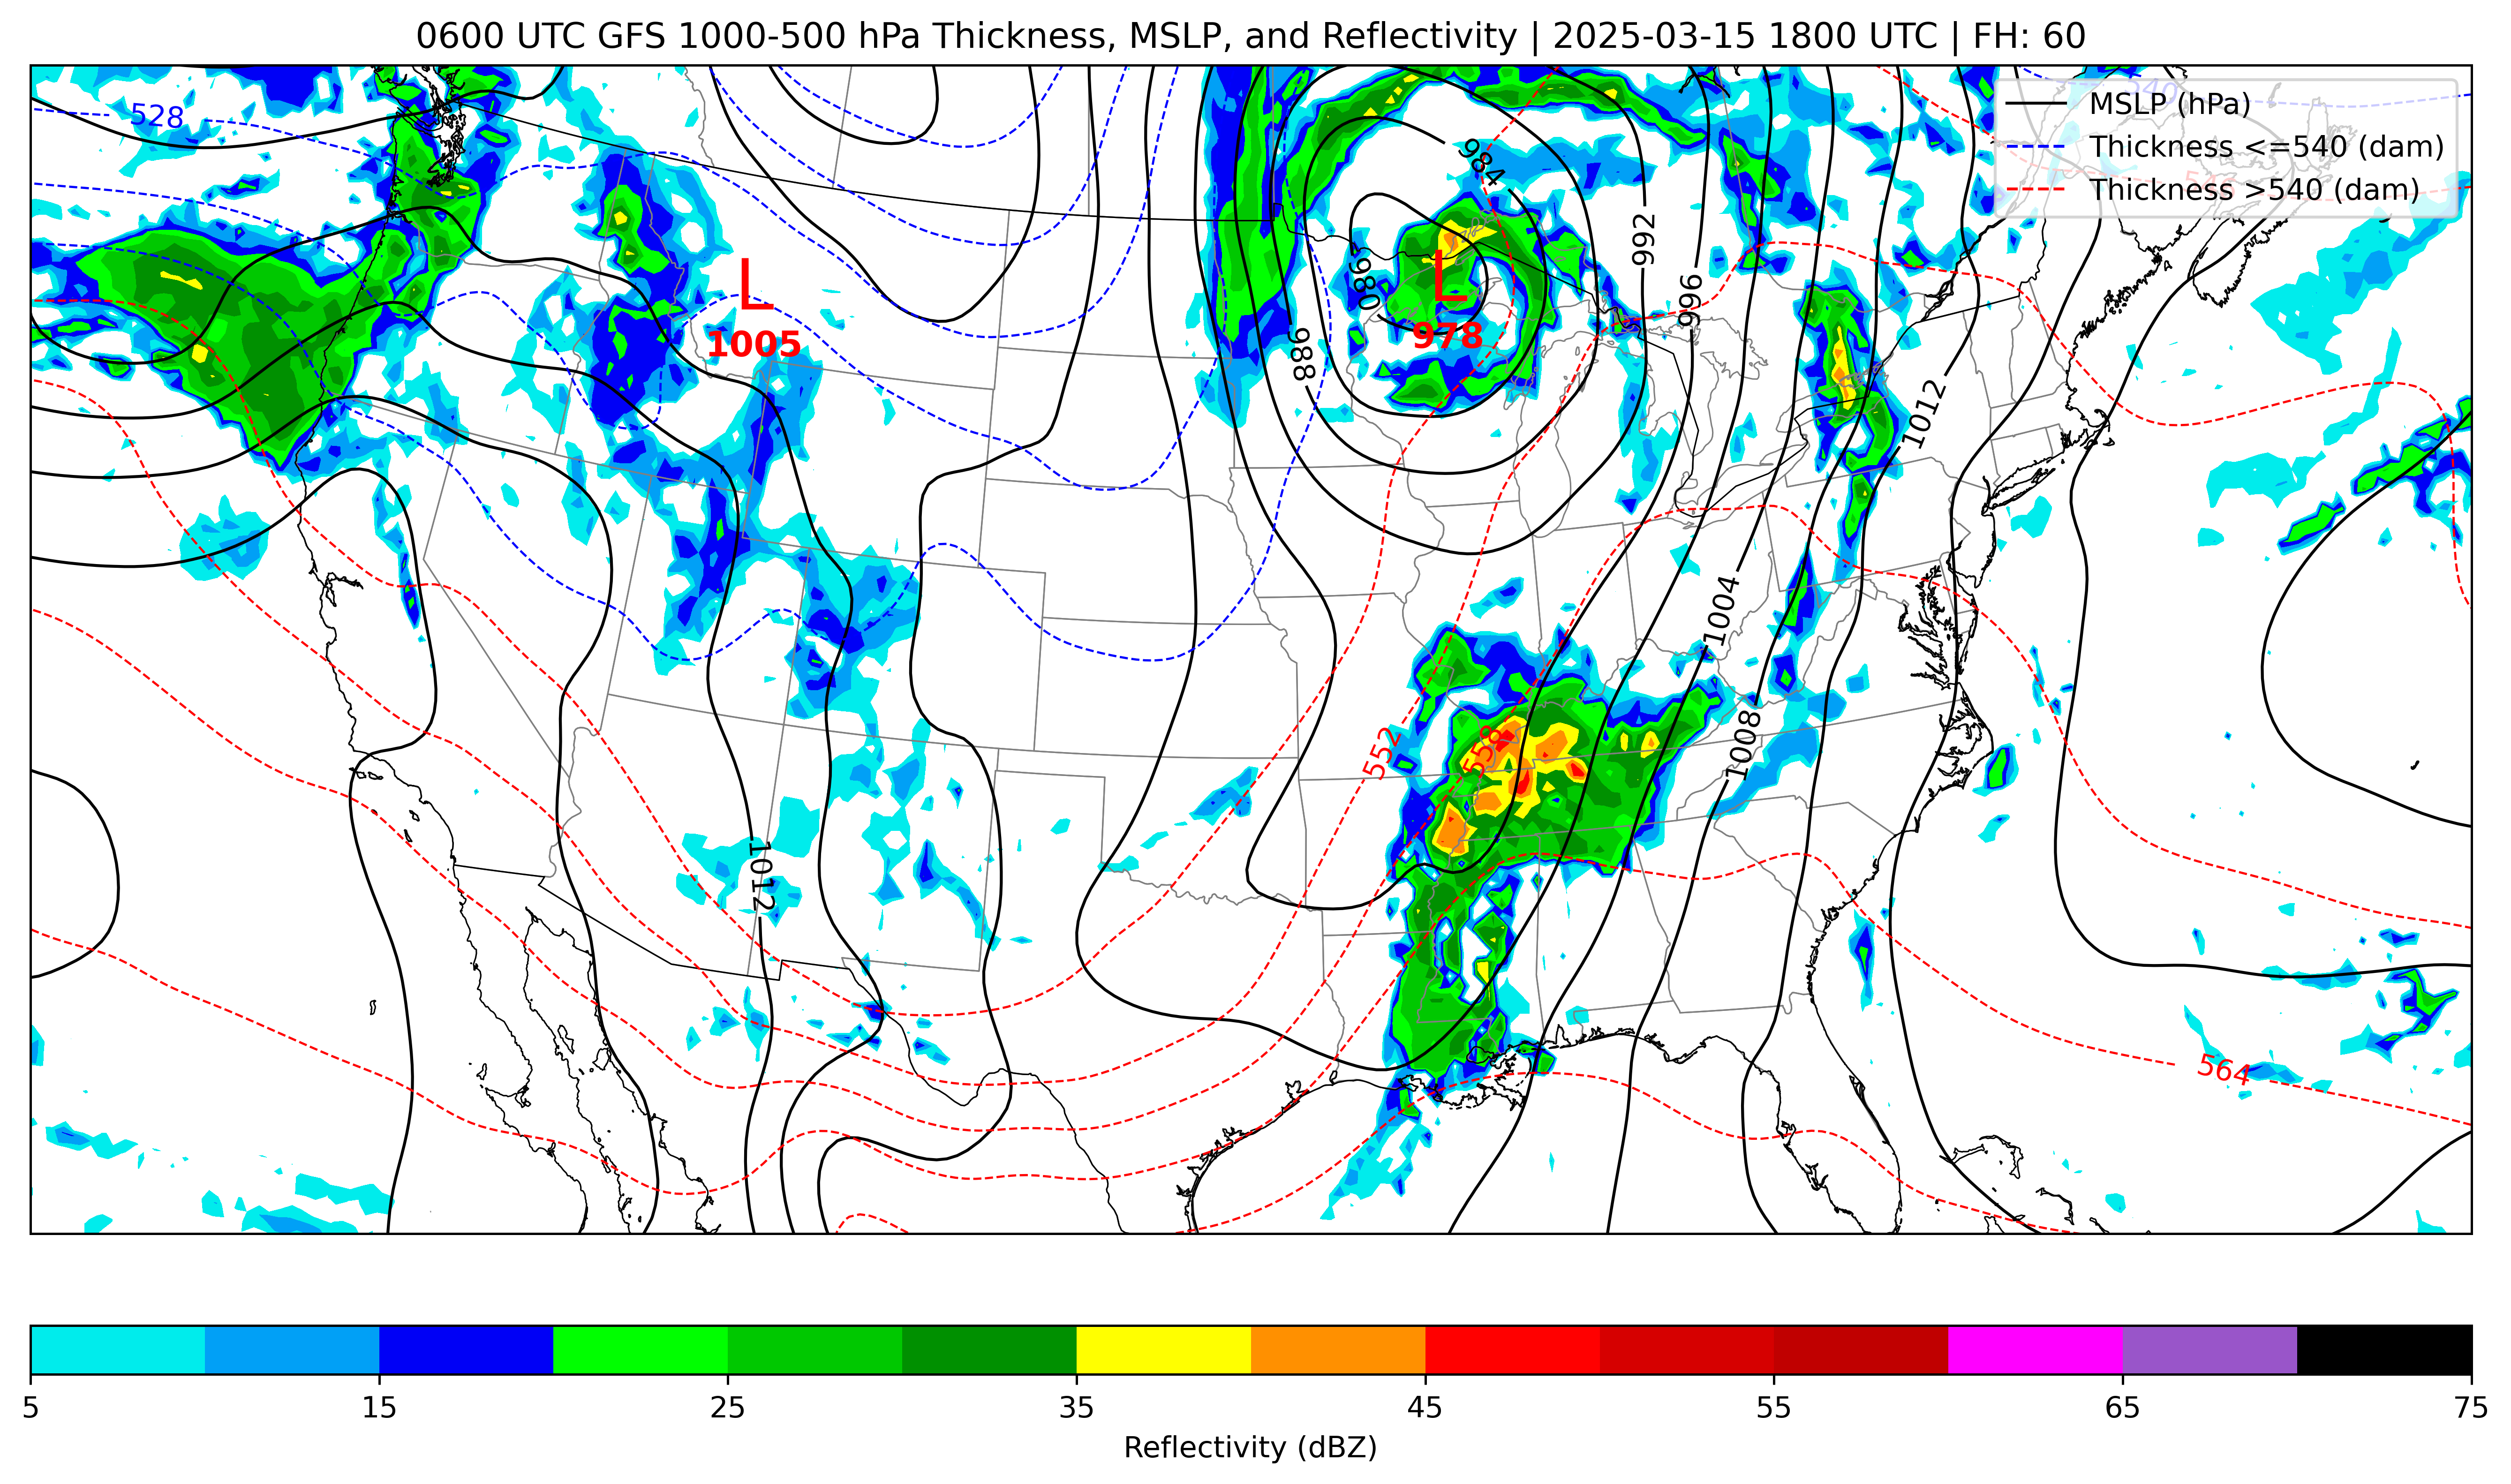 0600 UTC GFS 1000-500 hPa Thickness, MSLP, and Reflectivity | 2025-03-15 1800 UTC | FH: 60
MSLP (hPa)
Thickness <=540 (dam)
Thickness >540 (dam)
540
528
984
992
980
996
988
L
1005
L
978
1012
1004
1008
552
558
1012
564
5 15 25 35 45 55 65 75
Reflectivity (dBZ)